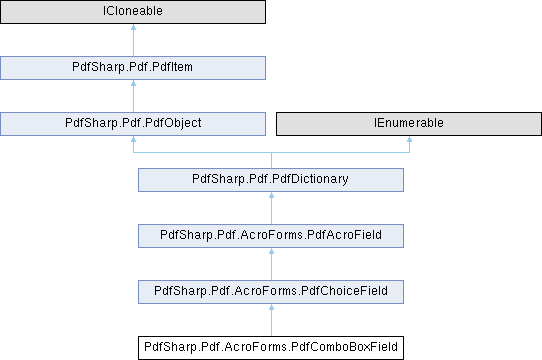 ICloneable
PdfSharp.Pdf.PdfItem
PdfSharp.Pdf.PdfObject
IEnumerable
PdfSharp.Pdf.PdfDictionary
PdfSharp.Pdf.AcroForms.PdfAcroField
PdfSharp.Pdf.AcroForms.PdfChoiceField
PdfSharp.Pdf.AcroForms.PdfComboBoxField